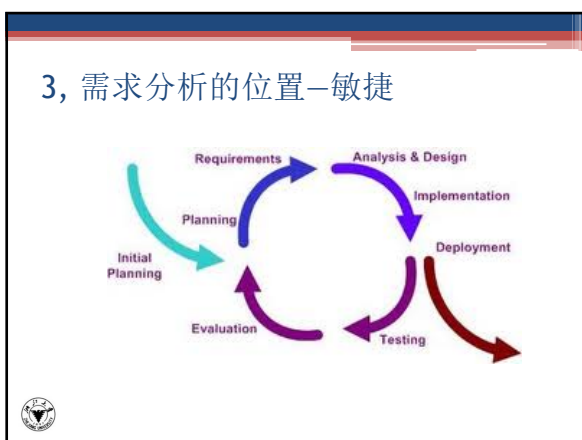 3, 需求分析的位置–敏捷
Requirements
Analysis & Design
Implementation
Planning
Deployment
Initial
Planning
Evaluation
Testing